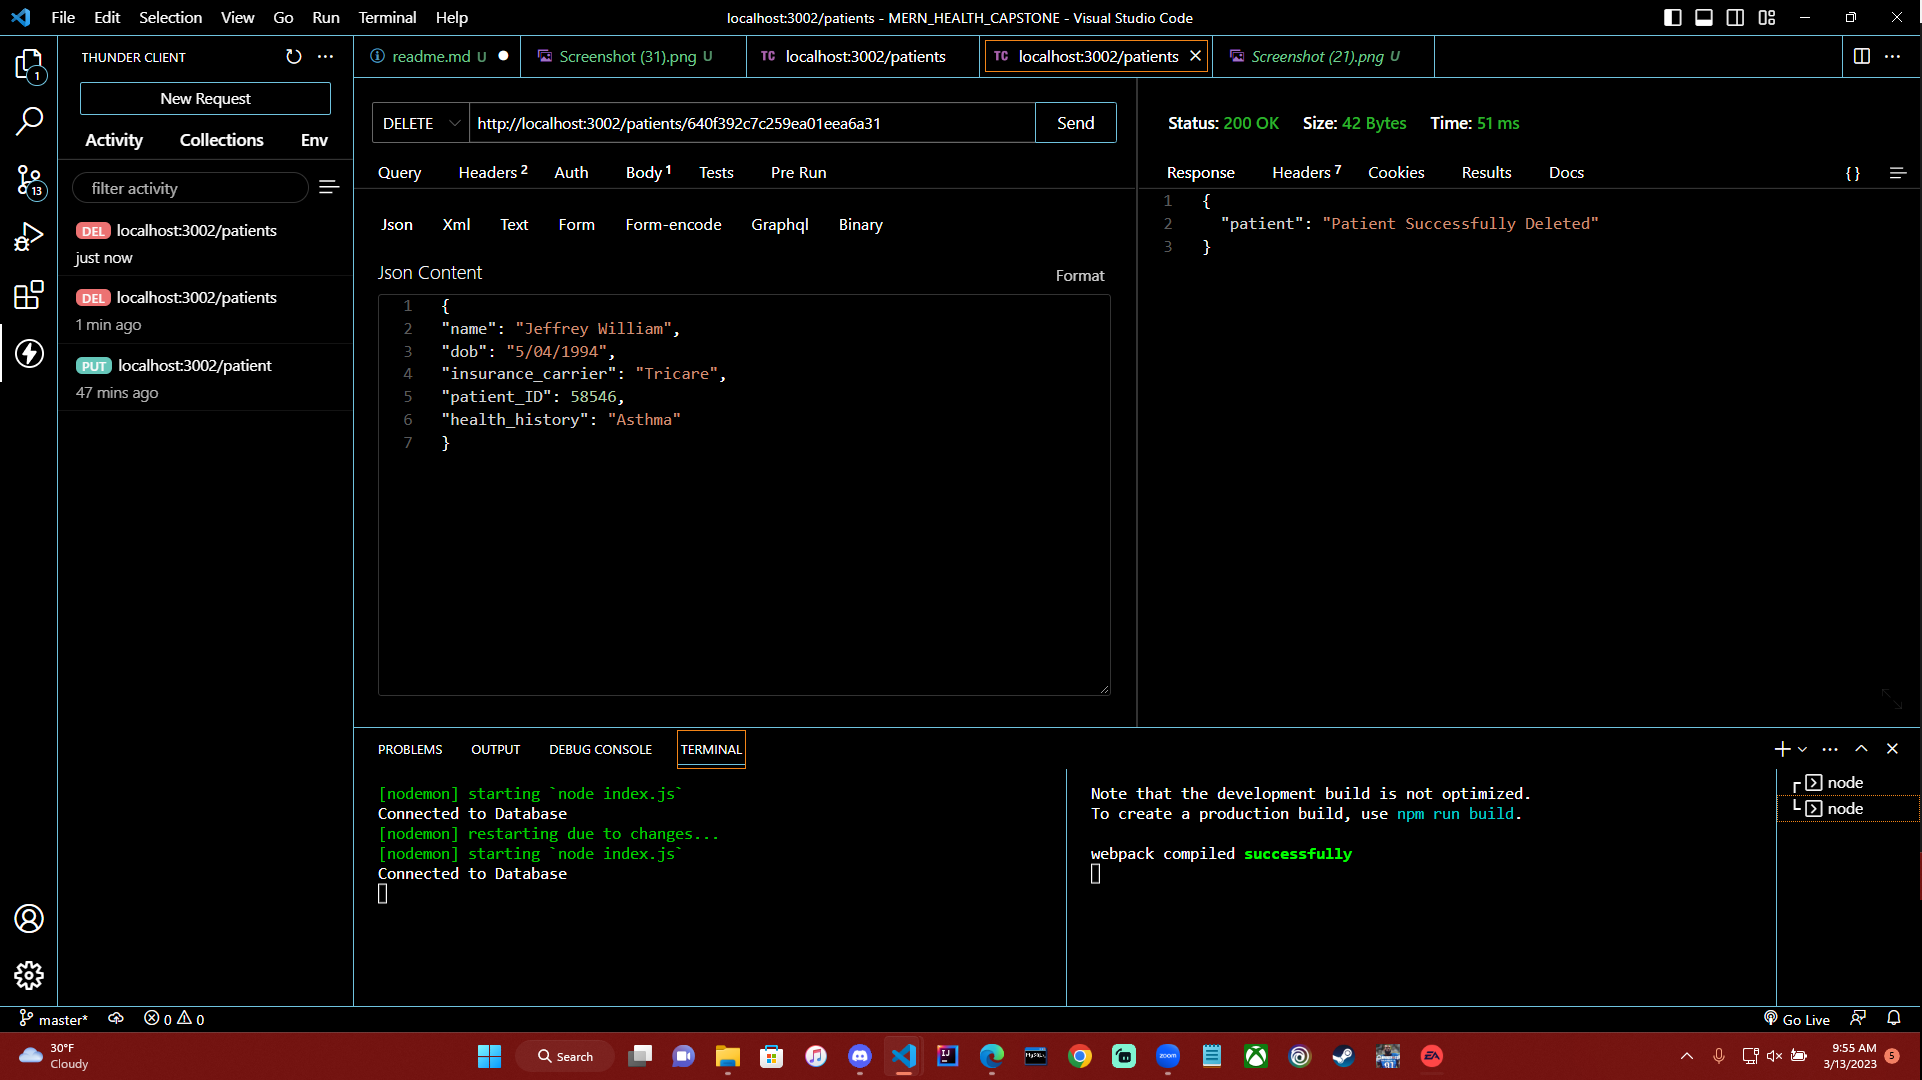 File Edit Selection View Go Run Terminal Help
localhost:3002/patients - MERN_HEALTH_CAPSTONE - Visual Studio Code
1
13
THUNDER CLIENT
New Request
Activity Collections Env
filter activity
DEL localhost:3002/patients
just now
DEL localhost:3002/patients
1 min ago
PUT localhost:3002/patient
47 mins ago
readme.md U
Screenshot (31).png U
TC localhost:3002/patients
TC localhost:3002/patients
Screenshot (21).png U
DELETE http://localhost:3002/patients/640f392c7c259ea01eea6a31 Send
Query Headers 2 Auth Body 1 Tests Pre Run
Json Xml Text Form Form-encode Graphql Binary
Json Content
Format
1 {
2 "name": "Jeffrey William",
3 "dob": "5/04/1994",
4 "insurance_carrier": "Tricare",
5 "patient_ID": 58546,
6 "health_history": "Asthma"
7 }
Status: 200 OK Size: 42 Bytes Time: 51 ms
Response Headers 7 Cookies Results Docs {}
1 {
2 "patient": "Patient Successfully Deleted"
3 }
PROBLEMS OUTPUT DEBUG CONSOLE TERMINAL
[nodemon] starting `node index.js`
Connected to Database
[nodemon] restarting due to changes...
[nodemon] starting `node index.js`
Connected to Database
Note that the development build is not optimized.
To create a production build, use npm run build.
webpack compiled successfully
node
node
master* 0 0
Go Live
30°F
Cloudy
Search
IJ
MySQL
zoom
EA
9:55 AM
3/13/2023
5